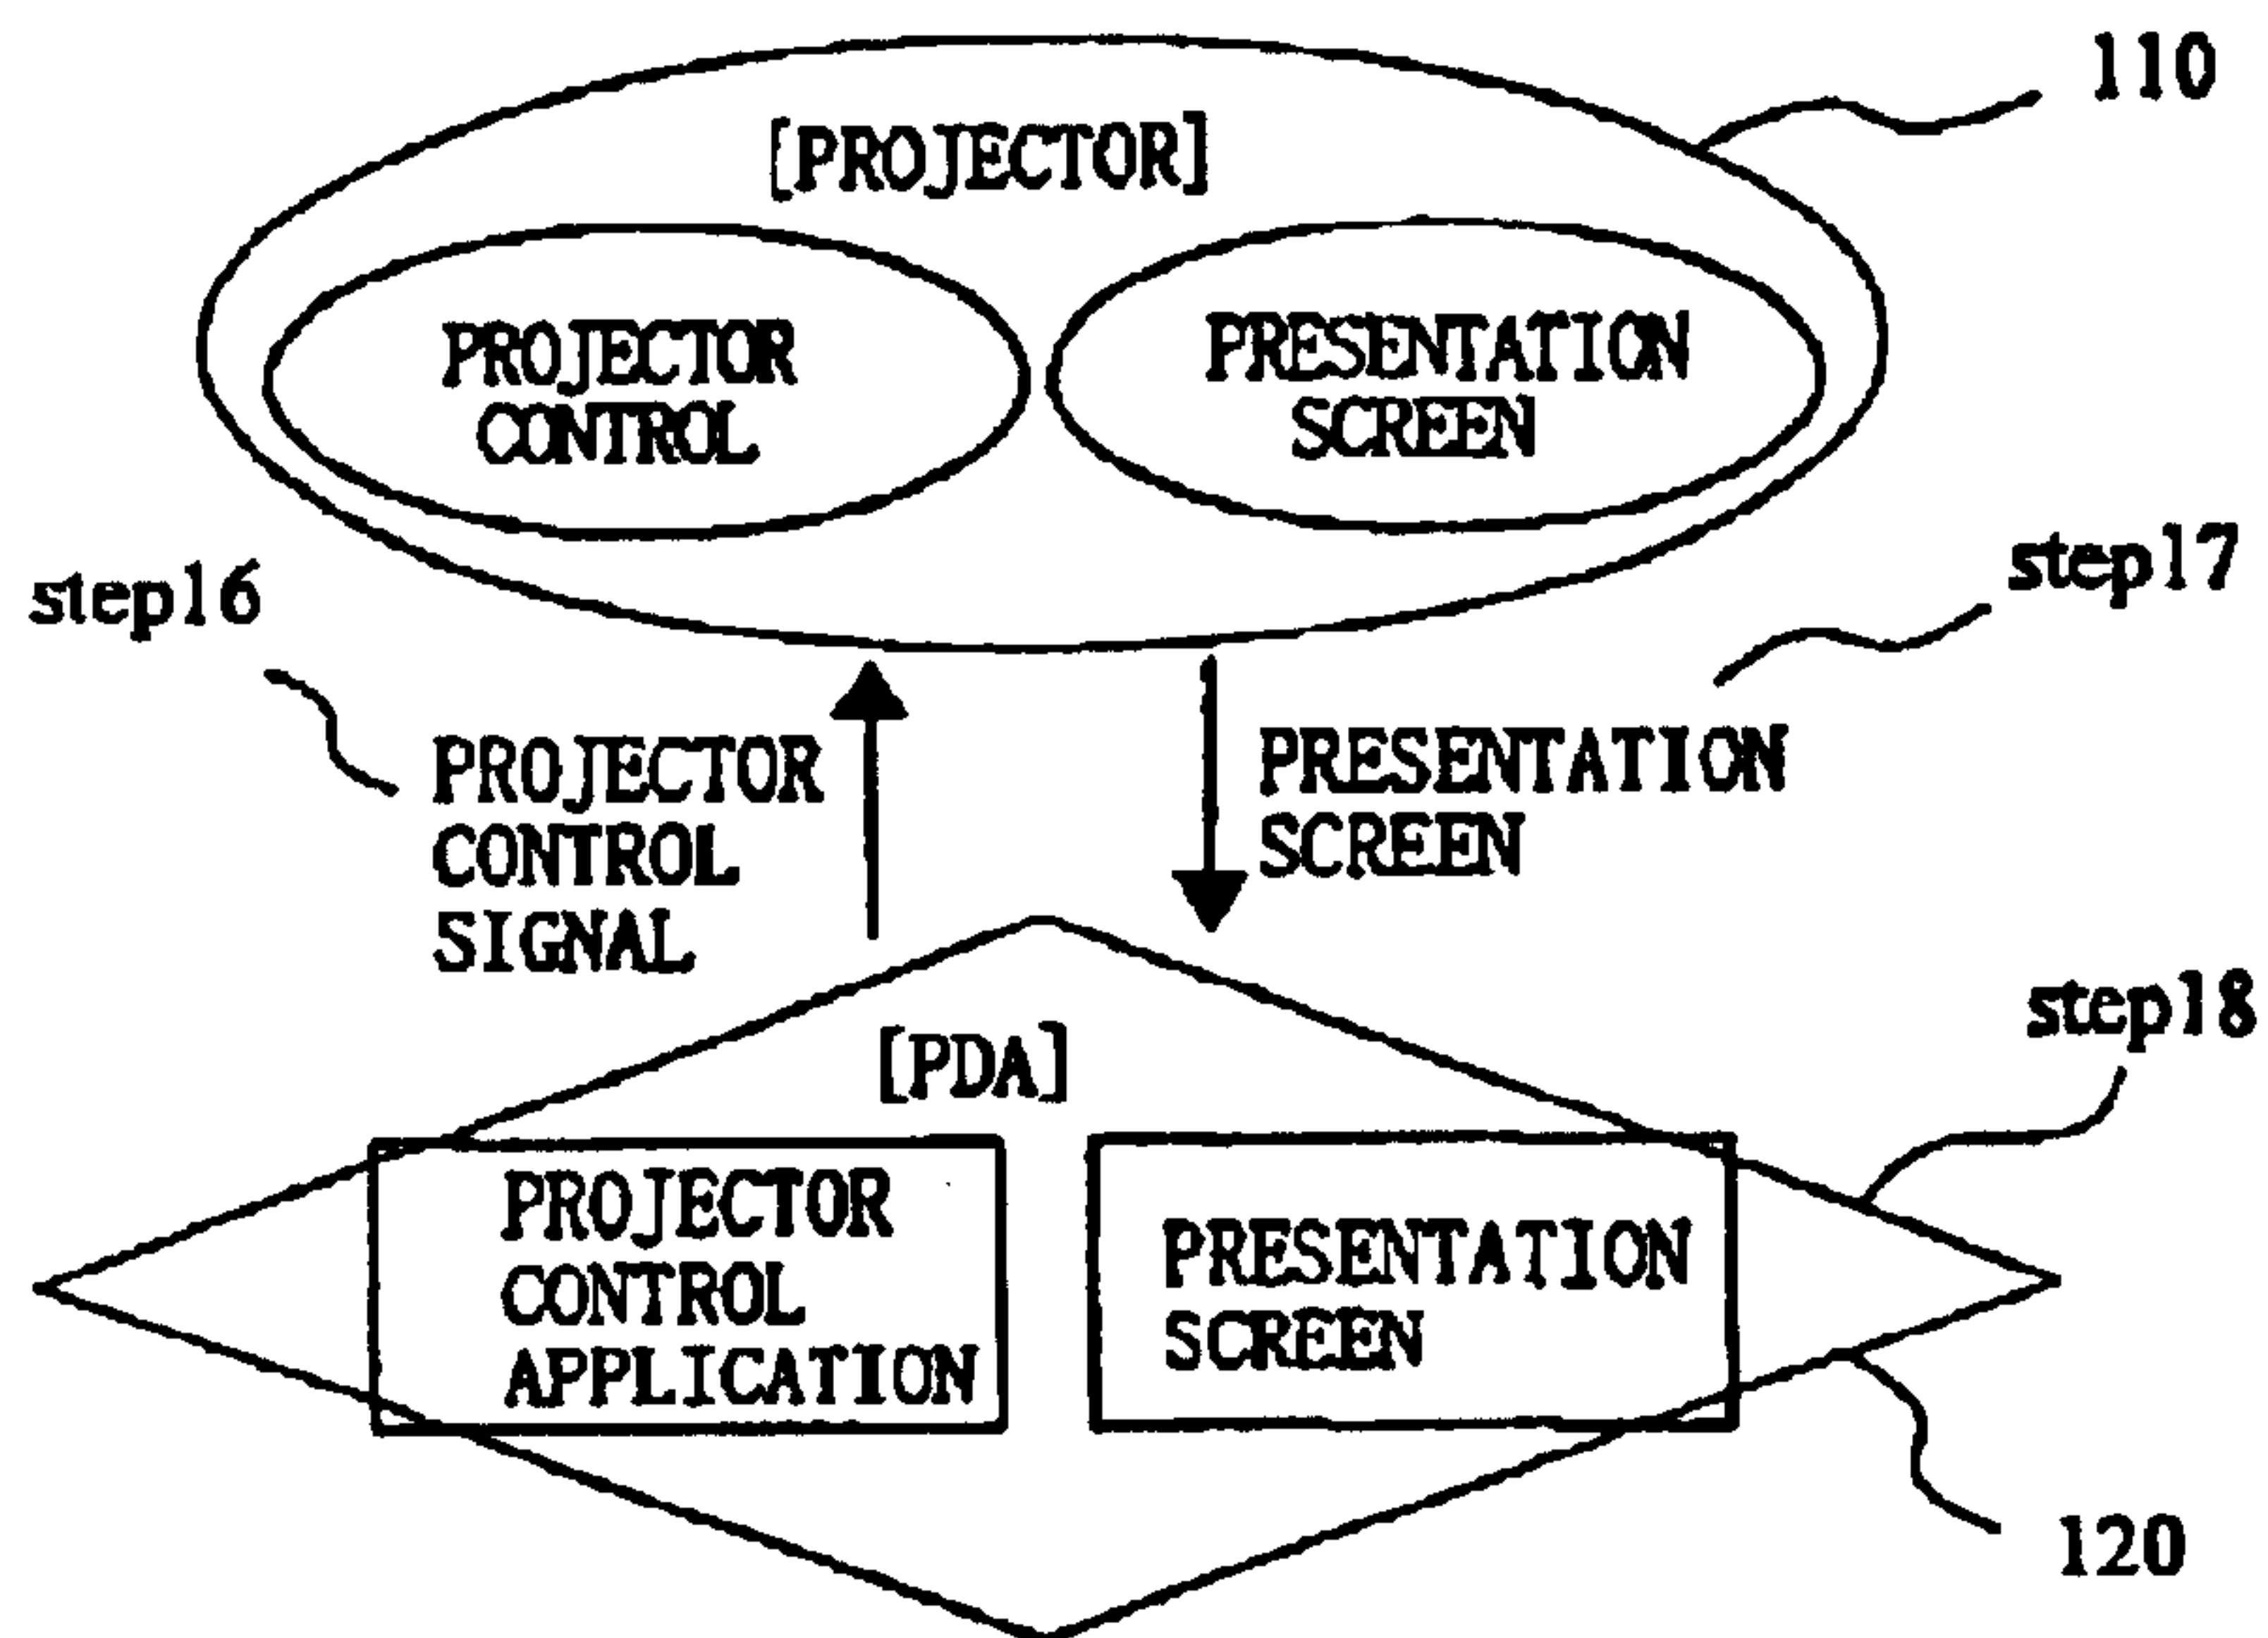 110
[PROJECTOR]
PROJECTOR
CONTROL
PRESENTATION
SCREEN
step16
step17
PROJECTOR
CONTROL
SIGNAL
PRESENTATION
SCREEN
step18
[PDA]
PROJECTOR
CONTROL
APPLICATION
PRESENTATION
SCREEN
120